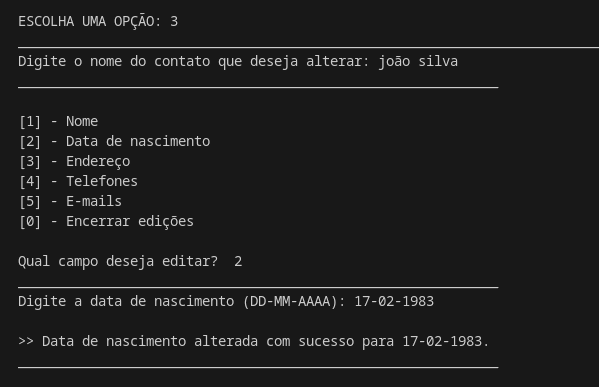 ESCOLHA UMA OPÇÃO: 3
Digite o nome do contato que deseja alterar: joão silva
[1] - Nome
[2] - Data de nascimento
[3] - Endereço
[4] - Telefones
[5] - E-mails
[0] - Encerrar edições
Qual campo deseja editar?  2
Digite a data de nascimento (DD-MM-AAAA): 17-02-1983
>> Data de nascimento alterada com sucesso para 17-02-1983.